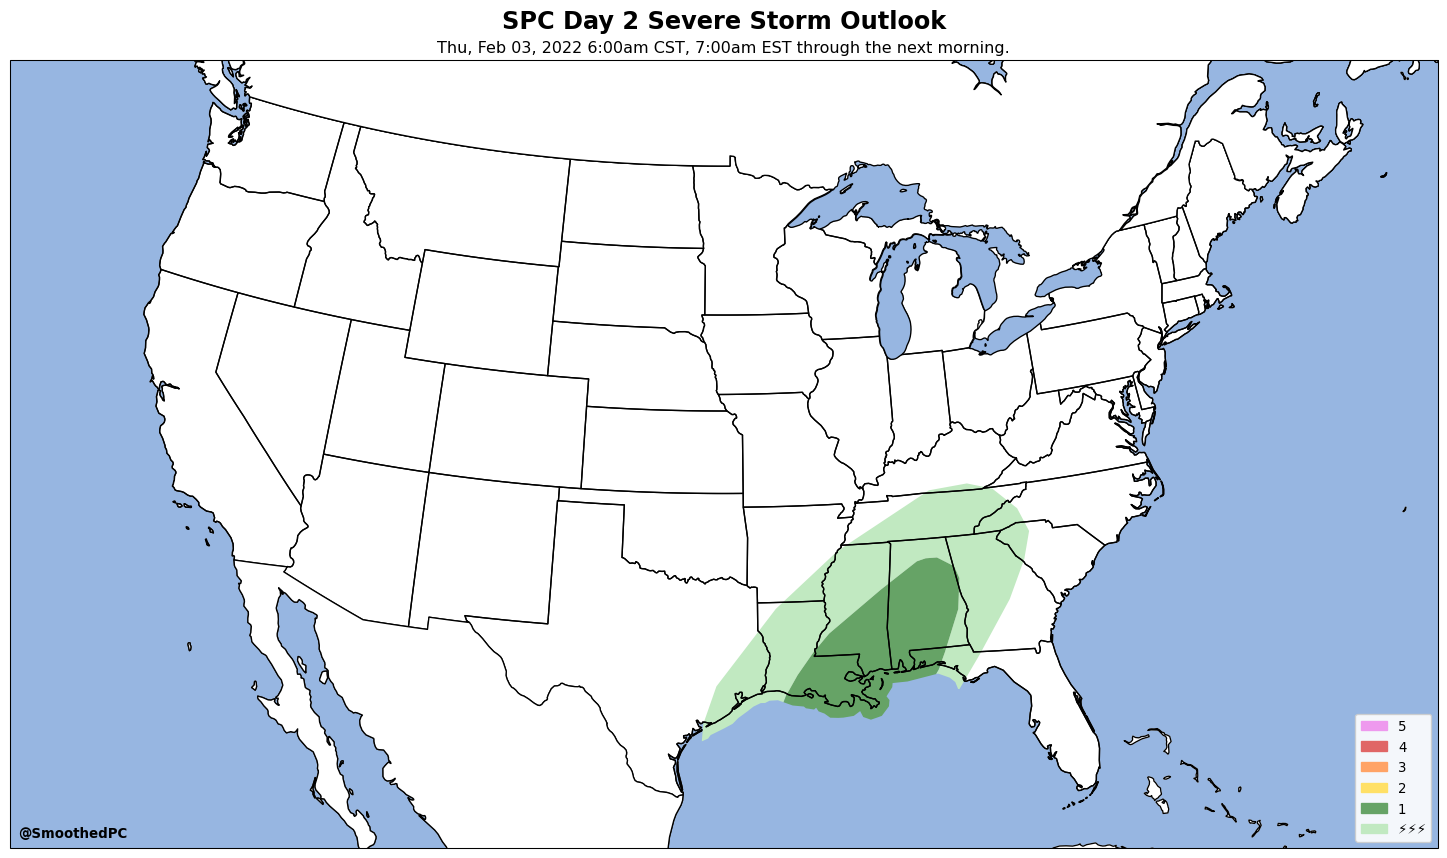 SPC Day 2 Severe Storm Outlook
Thu, Feb 03, 2022 6:00am CST, 7:00am EST through the next morning.
5
4
3
2
1
⚡⚡⚡
@SmoothedPC